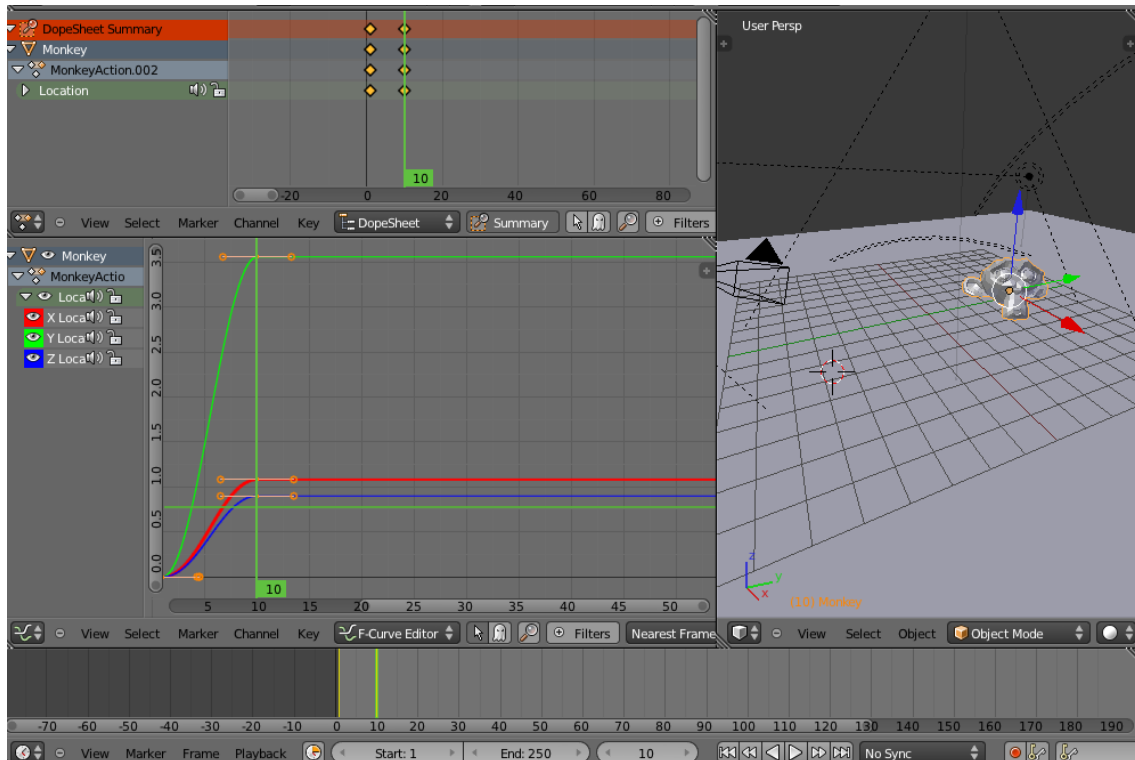 DopeSheet Summary
Monkey
MonkeyAction.002
Location
10
-20 0 20 40 60 80
View Select Marker Channel Key DopeSheet Summary Filters
Monkey
MonkeyActio
Loca
X Loca
Y Loca
Z Loca
3.5
3.0
2.5
2.0
1.5
1.0
0.5
0.0
10
5 10 15 20 25 30 35 40 45 50
View Select Marker Channel Key F-Curve Editor Filters Nearest Frame
User Persp
z
y
x
(10) Monkey
View Select Object Object Mode
-70 -60 -50 -40 -30 -20 -10 0 10 20 30 40 50 60 70 80 90 100 110 120 130 140 150 160 170 180 190
View Marker Frame Playback Start: 1 End: 250 10 No Sync